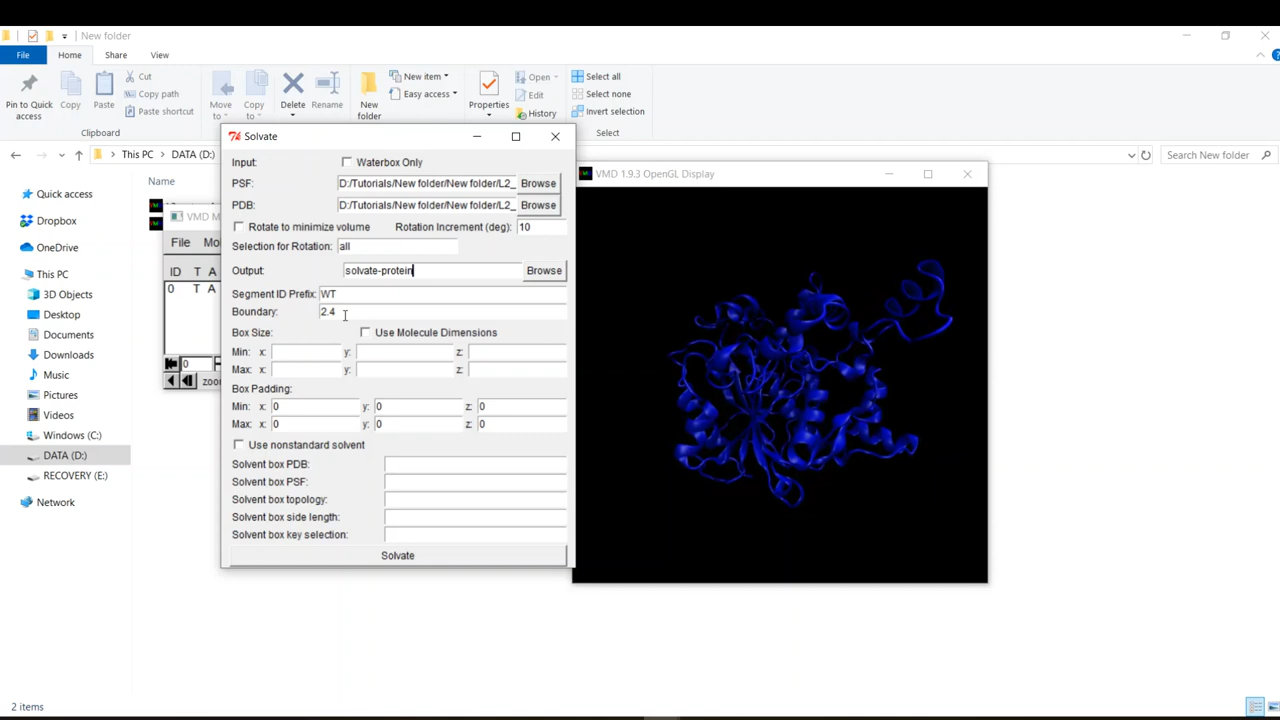 New folder
File Home Share View
Pin to Quick access
Copy
Paste
Cut
Copy path
Paste shortcut
Clipboard
Move to
Copy to
Delete
Rename
New folder
New item
Easy access
Properties
Open
Edit
History
Select all
Select none
Invert selection
Select
This PC DATA (D:)
Search New folder
Name
Quick access
Dropbox
OneDrive
This PC
3D Objects
Desktop
Documents
Downloads
Music
Pictures
Videos
Windows (C:)
DATA (D:)
RECOVERY (E:)
Network
2 items
VMD M
File Mo
ID T A
0 T A
0
zoo
Solvate
Input: Waterbox Only
PSF: D:/Tutorials/New folder/New folder/L2_ Browse
PDB: D:/Tutorials/New folder/New folder/L2_ Browse
Rotate to minimize volume Rotation Increment (deg): 10
Selection for Rotation: all
Output: solvate-protein Browse
Segment ID Prefix: WT
Boundary: 2.4
Box Size: Use Molecule Dimensions
Min: x: y: z:
Max: x: y: z:
Box Padding:
Min: x: 0 y: 0 z: 0
Max: x: 0 y: 0 z: 0
Use nonstandard solvent
Solvent box PDB:
Solvent box PSF:
Solvent box topology:
Solvent box side length:
Solvent box key selection:
Solvate
VMD 1.9.3 OpenGL Display